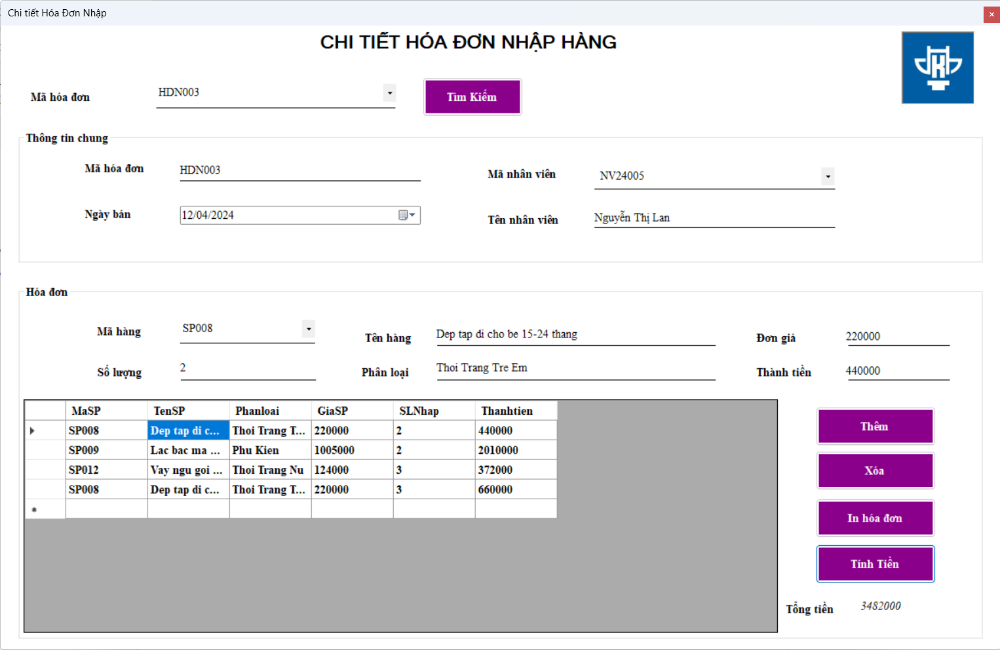 Chi tiết Hóa Đơn Nhập
CHI TIẾT HÓA ĐƠN NHẬP HÀNG
Mã hóa đơn HDN003 Tìm Kiếm
Thông tin chung
Mã hóa đơn HDN003 Mã nhân viên NV24005
Ngày bán 12/04/2024 Tên nhân viên Nguyễn Thị Lan
Hóa đơn
Mã hàng SP008 Tên hàng Dep tap di cho be 15-24 thang Đơn giá 220000
Số lượng 2 Phân loại Thoi Trang Tre Em Thành tiền 440000
MaSP TenSP Phanloai GiaSP SLNhap Thanhtien
SP008 Dep tap di c... Thoi Trang T... 220000 2 440000
SP009 Lac bac ma ... Phu Kien 1005000 2 2010000
SP012 Vay ngu goi ... Thoi Trang Nu 124000 3 372000
SP008 Dep tap di c... Thoi Trang T... 220000 3 660000
Thêm
Xóa
In hóa đơn
Tính Tiền
Tổng tiền 3482000